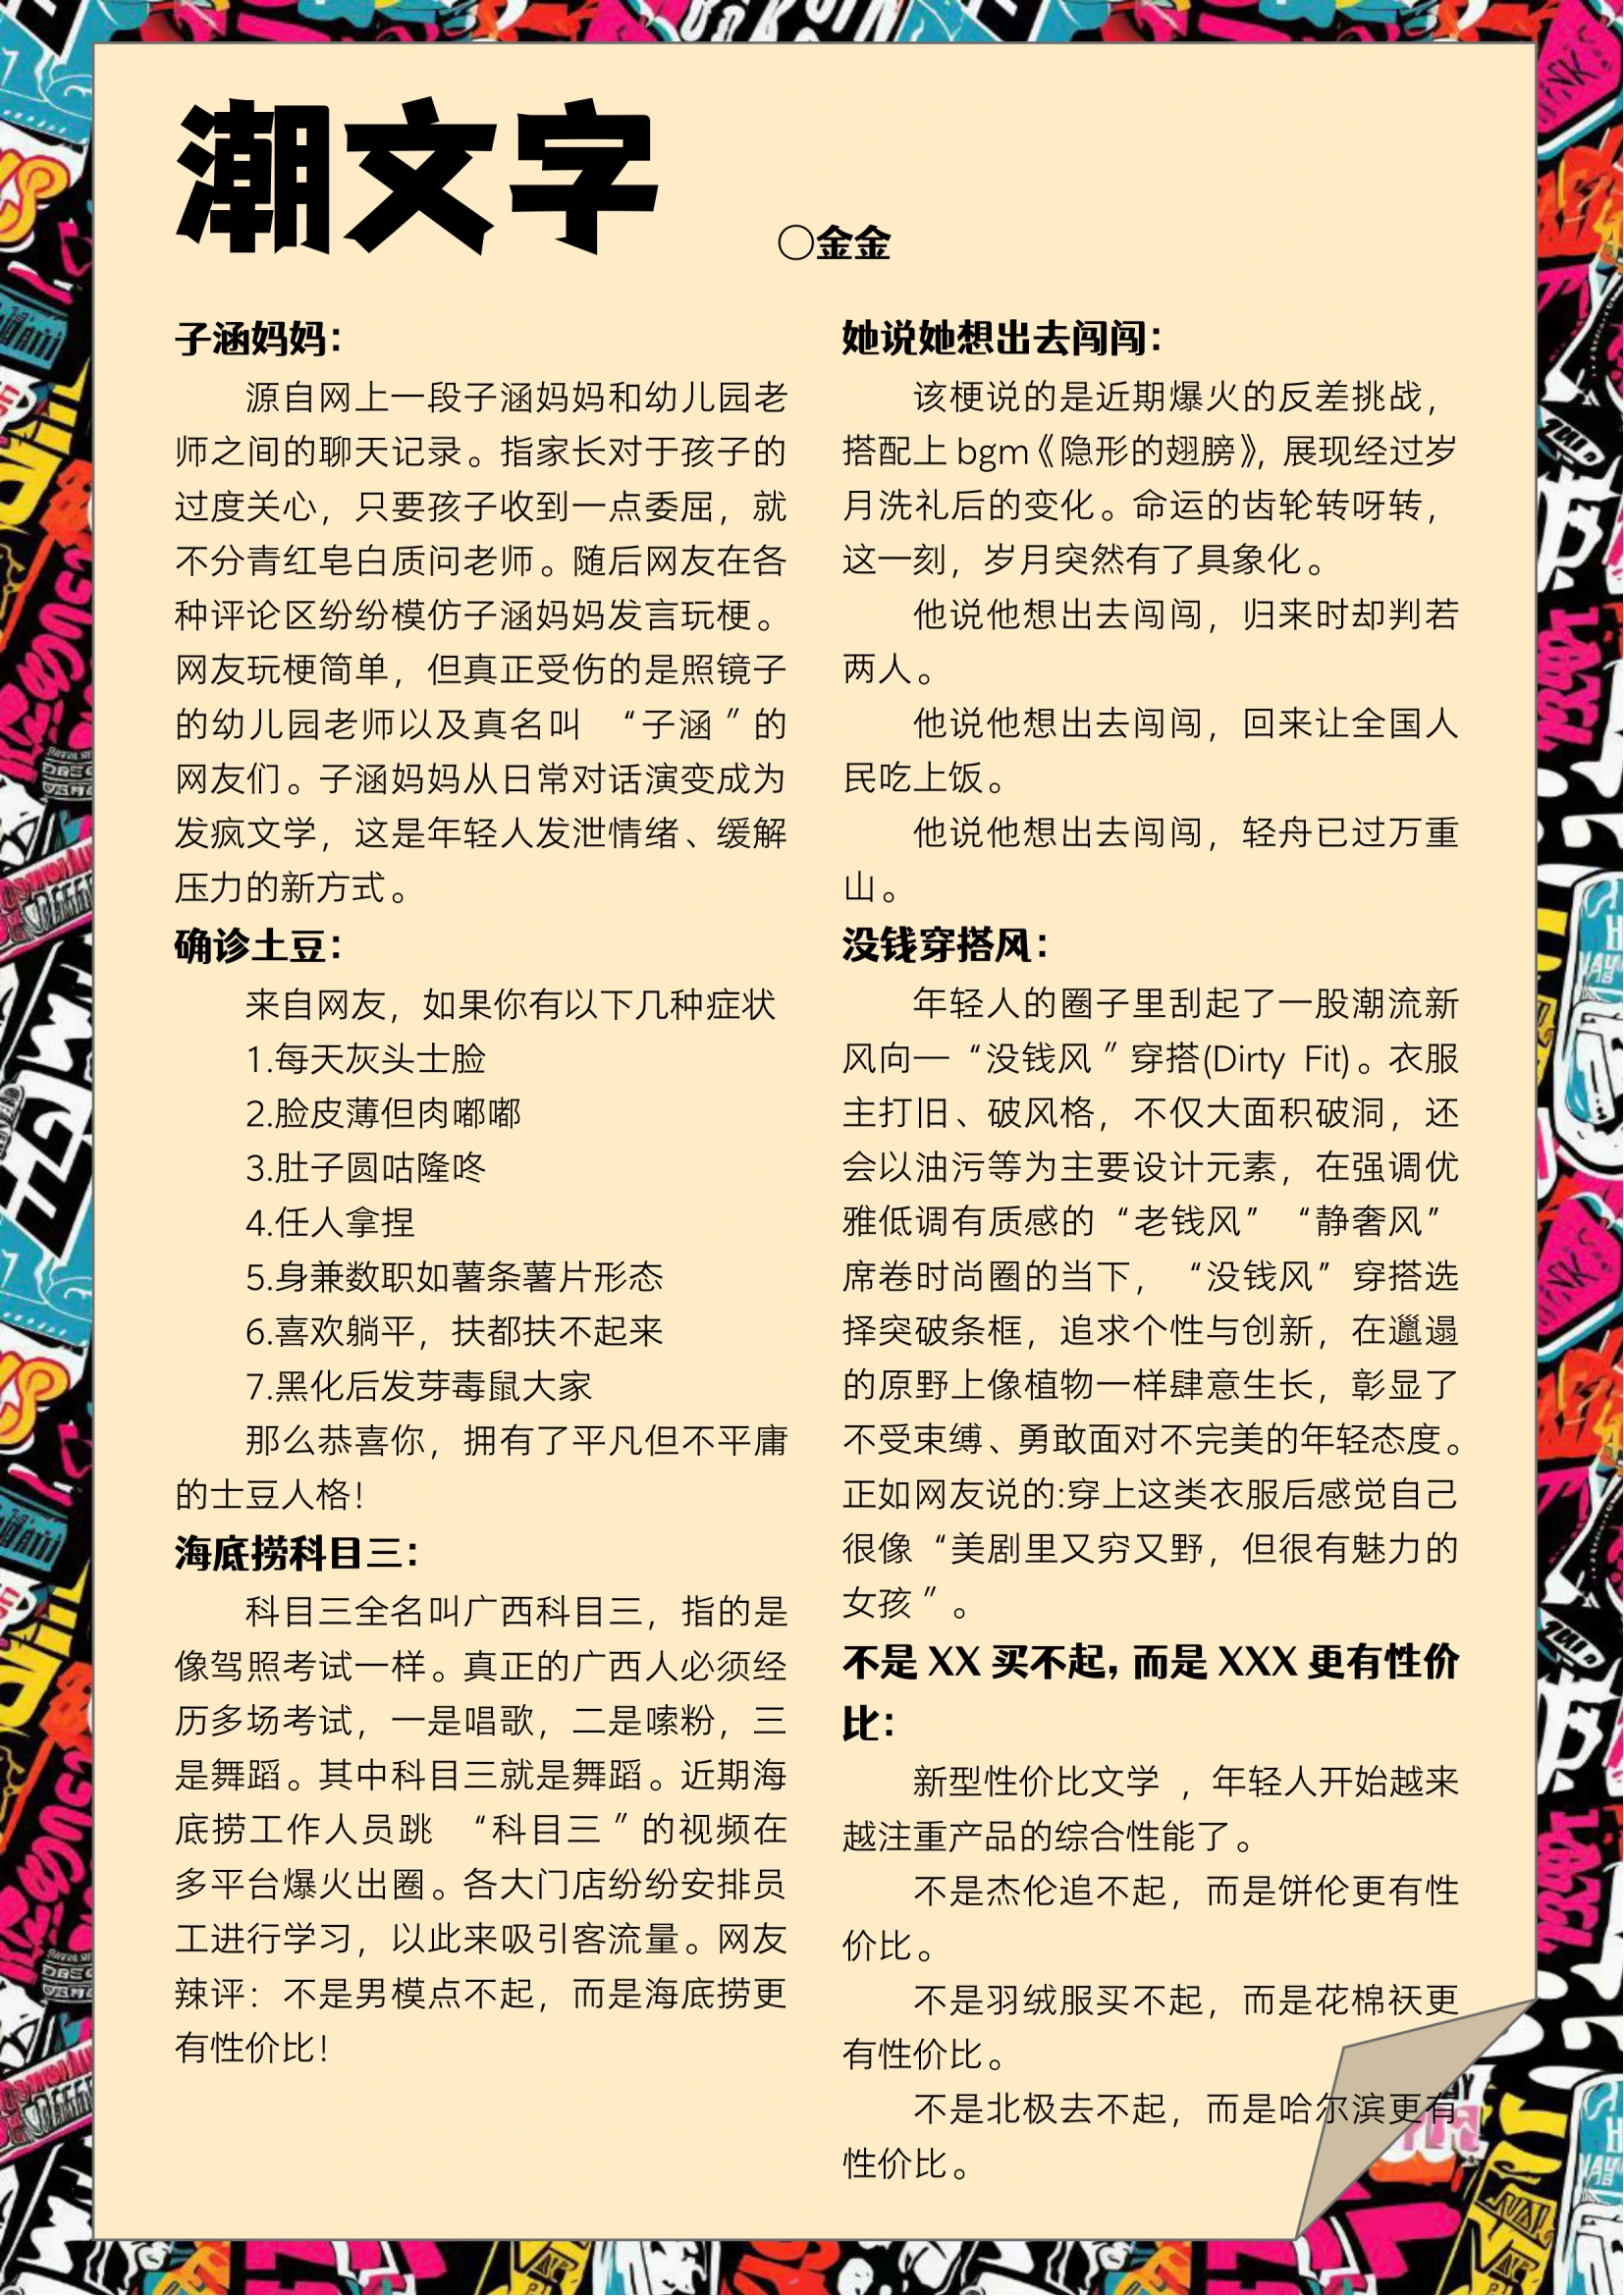 潮文字
〇金金
子涵妈妈：
源自网上一段子涵妈妈和幼儿园老
师之间的聊天记录。指家长对于孩子的
过度关心，只要孩子收到一点委屈，就
不分青红皂白质问老师。随后网友在各
种评论区纷纷模仿子涵妈妈发言玩梗。
网友玩梗简单，但真正受伤的是照镜子
的幼儿园老师以及真名叫 “子涵”的
网友们。子涵妈妈从日常对话演变成为
发疯文学，这是年轻人发泄情绪、缓解
压力的新方式。
确诊土豆：
来自网友，如果你有以下几种症状
1.每天灰头士脸
2.脸皮薄但肉嘟嘟
3.肚子圆咕隆咚
4.任人拿捏
5.身兼数职如薯条薯片形态
6.喜欢躺平，扶都扶不起来
7.黑化后发芽毒鼠大家
那么恭喜你，拥有了平凡但不平庸
的士豆人格！
海底捞科目三：
科目三全名叫广西科目三，指的是
像驾照考试一样。真正的广西人必须经
历多场考试，一是唱歌，二是嗦粉，三
是舞蹈。其中科目三就是舞蹈。近期海
底捞工作人员跳 “科目三”的视频在
多平台爆火出圈。各大门店纷纷安排员
工进行学习，以此来吸引客流量。网友
辣评：不是男模点不起，而是海底捞更
有性价比！
她说她想出去闯闯：
该梗说的是近期爆火的反差挑战，
搭配上 bgm《隐形的翅膀》，展现经过岁
月洗礼后的变化。命运的齿轮转呀转，
这一刻，岁月突然有了具象化。
他说他想出去闯闯，归来时却判若
两人。
他说他想出去闯闯，回来让全国人
民吃上饭。
他说他想出去闯闯，轻舟已过万重
山。
没钱穿搭风：
年轻人的圈子里刮起了一股潮流新
风向—“没钱风”穿搭(Dirty Fit)。衣服
主打旧、破风格，不仅大面积破洞，还
会以油污等为主要设计元素，在强调优
雅低调有质感的“老钱风”“静奢风”
席卷时尚圈的当下，“没钱风”穿搭选
择突破条框，追求个性与创新，在邋遢
的原野上像植物一样肆意生长，彰显了
不受束缚、勇敢面对不完美的年轻态度。
正如网友说的:穿上这类衣服后感觉自己
很像“美剧里又穷又野，但很有魅力的
女孩”。
不是 XX 买不起，而是 XXX 更有性价
比：
新型性价比文学 ，年轻人开始越来
越注重产品的综合性能了。
不是杰伦追不起，而是饼伦更有性
价比。
不是羽绒服买不起，而是花棉袄更
有性价比。
不是北极去不起，而是哈尔滨更有
性价比。